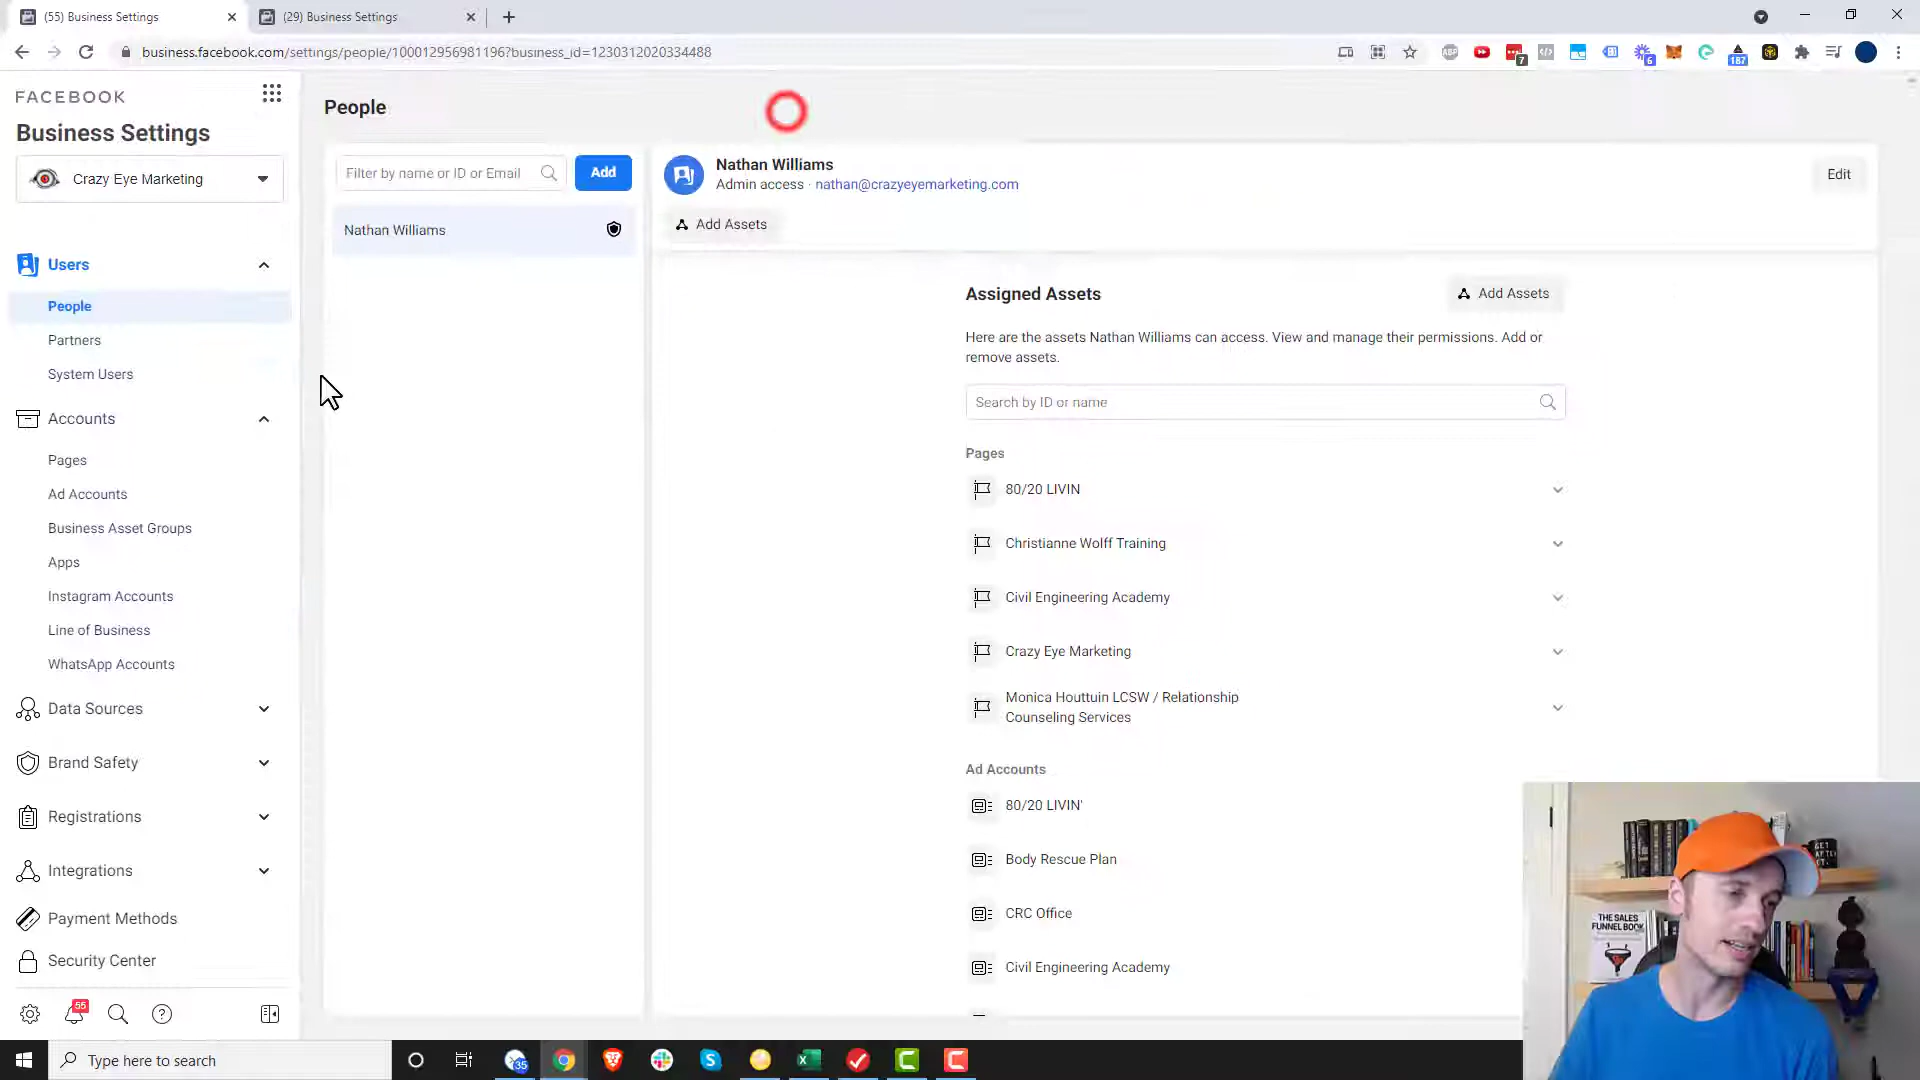 (55) Business Settings
(29) Business Settings
business.facebook.com/settings/people/100012956981196?business_id=1230312020334488
7
6
187
FACEBOOK
Business Settings
Crazy Eye Marketing
Users
People
Partners
System Users
Accounts
Pages
Ad Accounts
Business Asset Groups
Apps
Instagram Accounts
Line of Business
WhatsApp Accounts
Data Sources
Brand Safety
Registrations
Integrations
Payment Methods
Security Center
55
People
Filter by name or ID or Email
Add
Nathan Williams
Nathan Williams
Admin access · nathan@crazyeyemarketing.com
Edit
Add Assets
Assigned Assets
Add Assets
Here are the assets Nathan Williams can access. View and manage their permissions. Add or
remove assets.
Search by ID or name
Pages
80/20 LIVIN
Christianne Wolff Training
Civil Engineering Academy
Crazy Eye Marketing
Monica Houttuin LCSW / Relationship
Counseling Services
Ad Accounts
80/20 LIVIN'
Body Rescue Plan
CRC Office
Civil Engineering Academy
GET
AFTER
THE SALES
FUNNEL BOOK
Type here to search
35